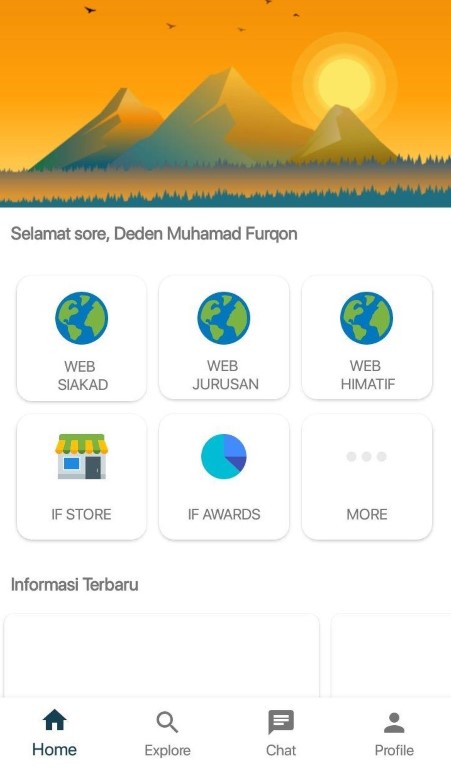 Selamat sore, Deden Muhamad Furqon
WEB
SIAKAD
WEB
JURUSAN
WEB
HIMATIF
IF STORE
IF AWARDS
MORE
Informasi Terbaru
Home
Explore
Chat
Profile